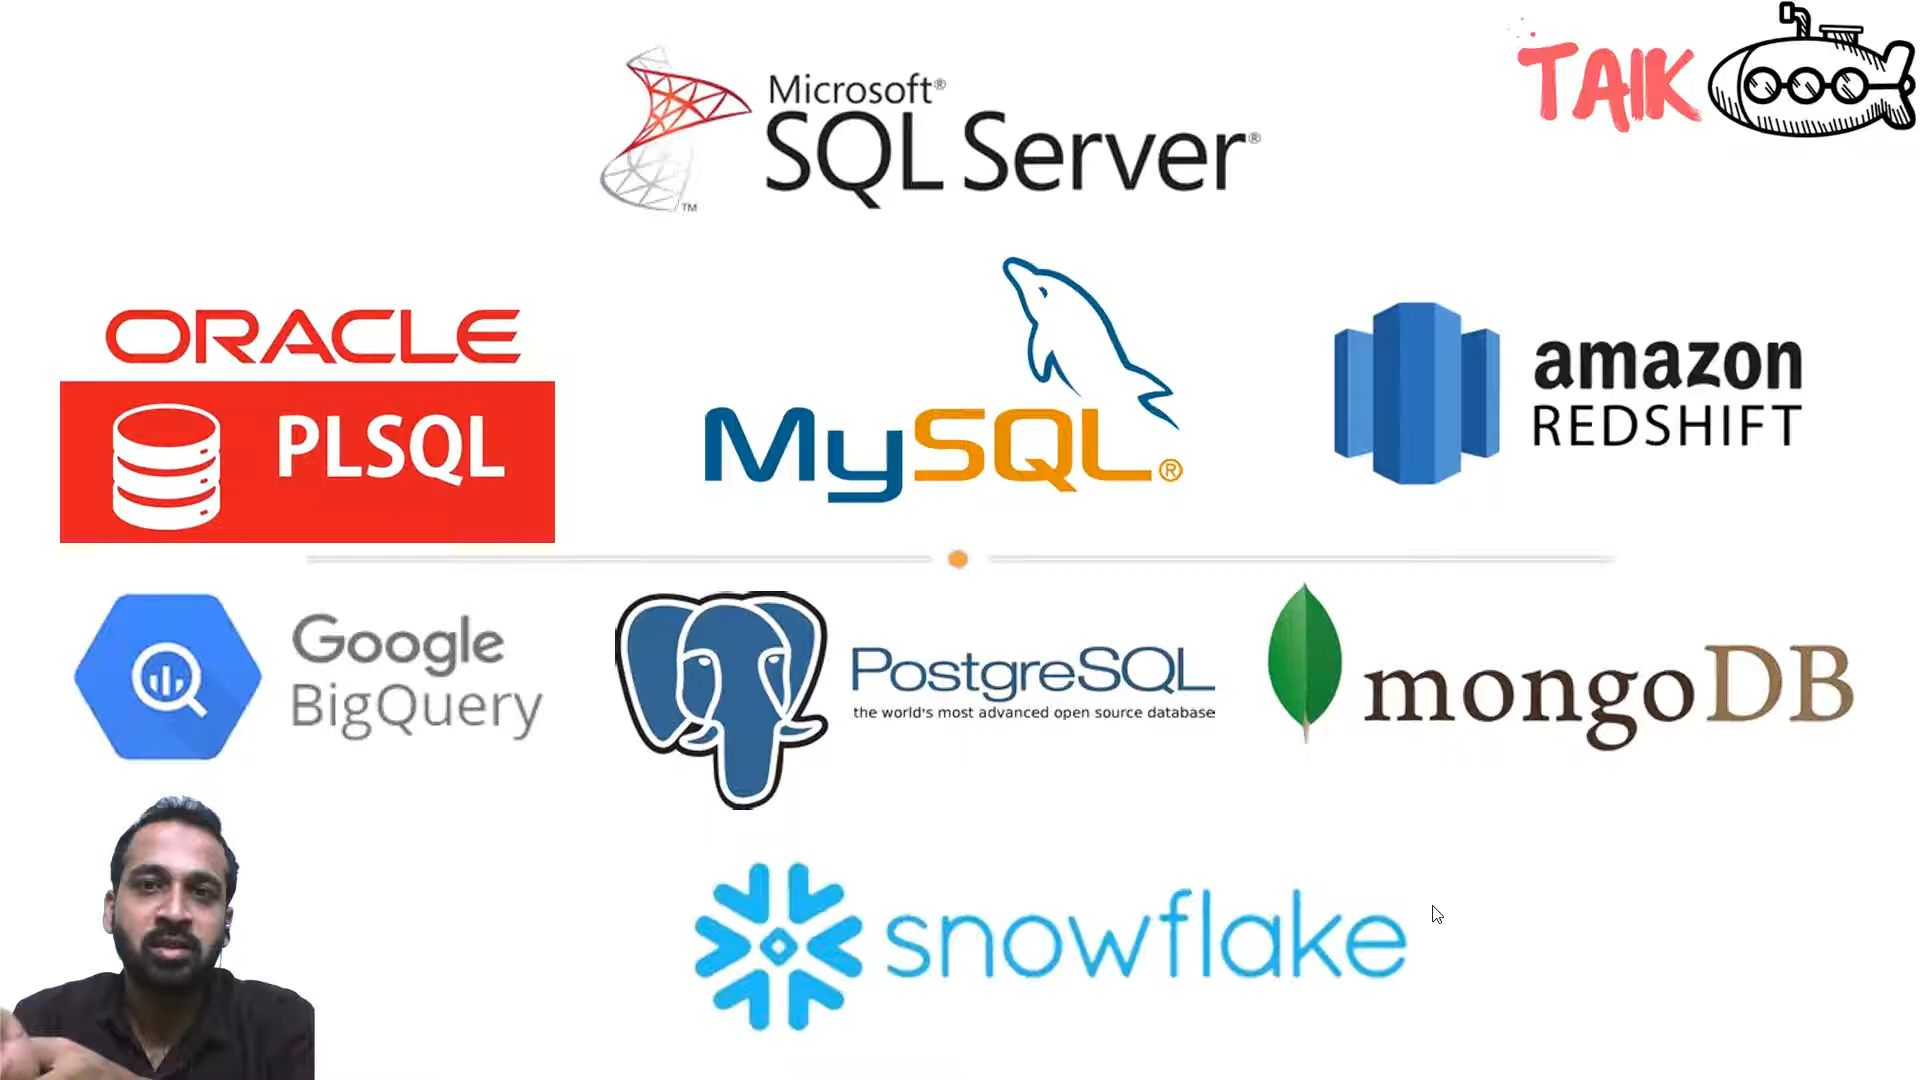 Microsoft®
SQL Server®
TM
TAIK
ORACLE
PLSQL
MySQL®
amazon
REDSHIFT
Google
BigQuery
PostgreSQL
the world's most advanced open source database
mongoDB
snowflake